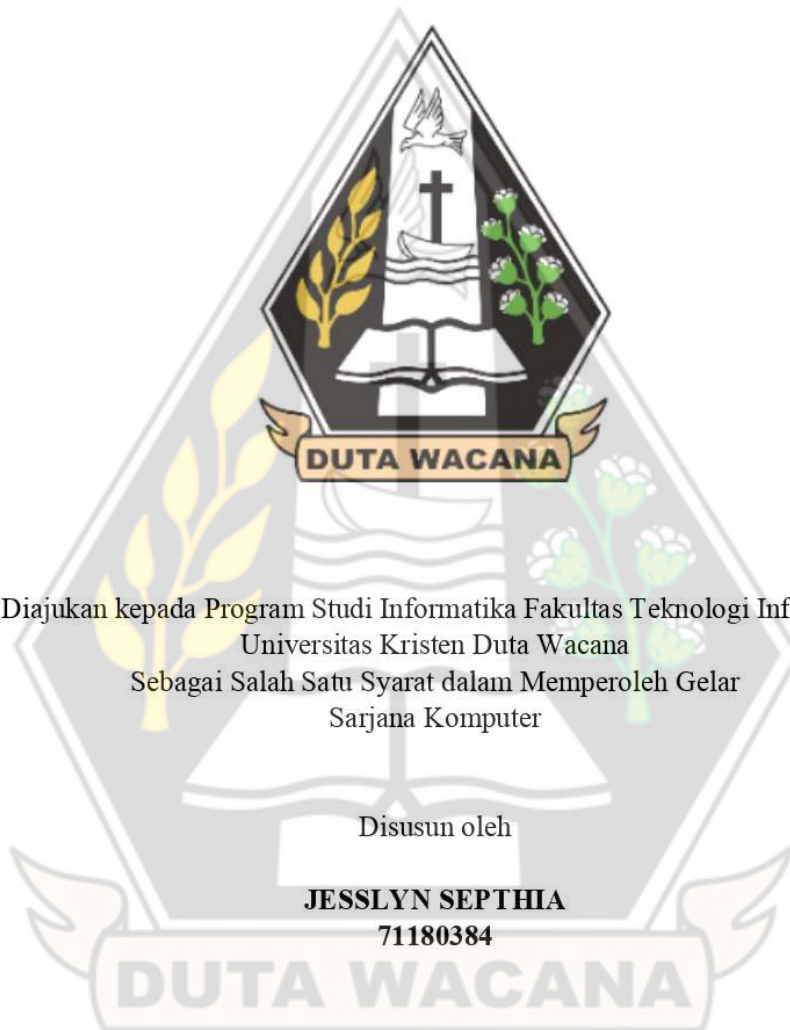 DUTA WACANA
Diajukan kepada Program Studi Informatika Fakultas Teknologi Inf
Universitas Kristen Duta Wacana
Sebagai Salah Satu Syarat dalam Memperoleh Gelar
Sarjana Komputer
Disusun oleh
JESSLYN SEPTHIA
71180384
DUTA WACANA